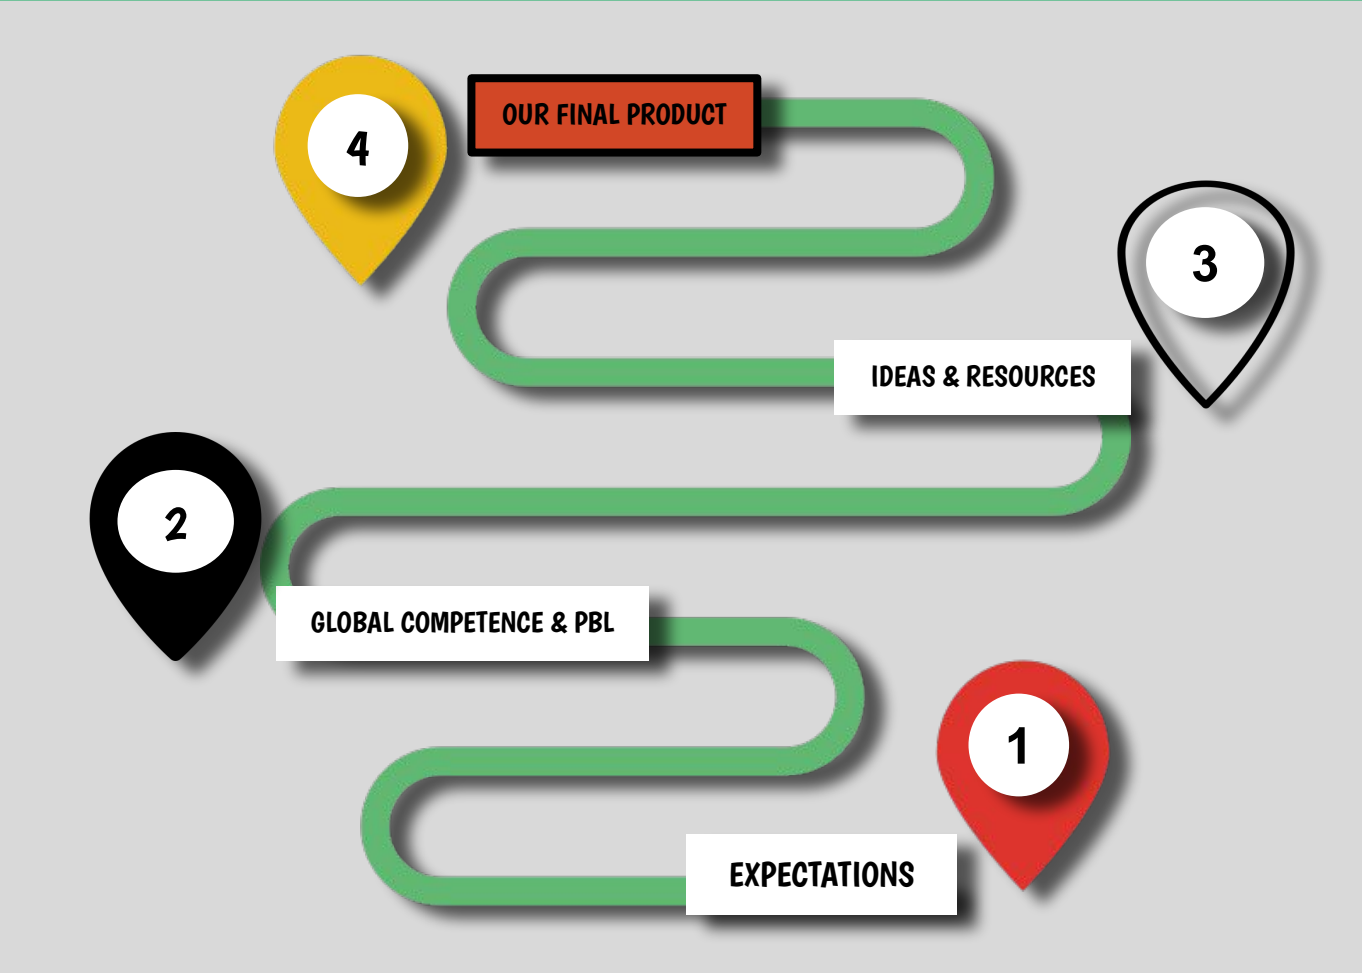 4
OUR FINAL PRODUCT
3
IDEAS & RESOURCES
2
GLOBAL COMPETENCE & PBL
1
EXPECTATIONS